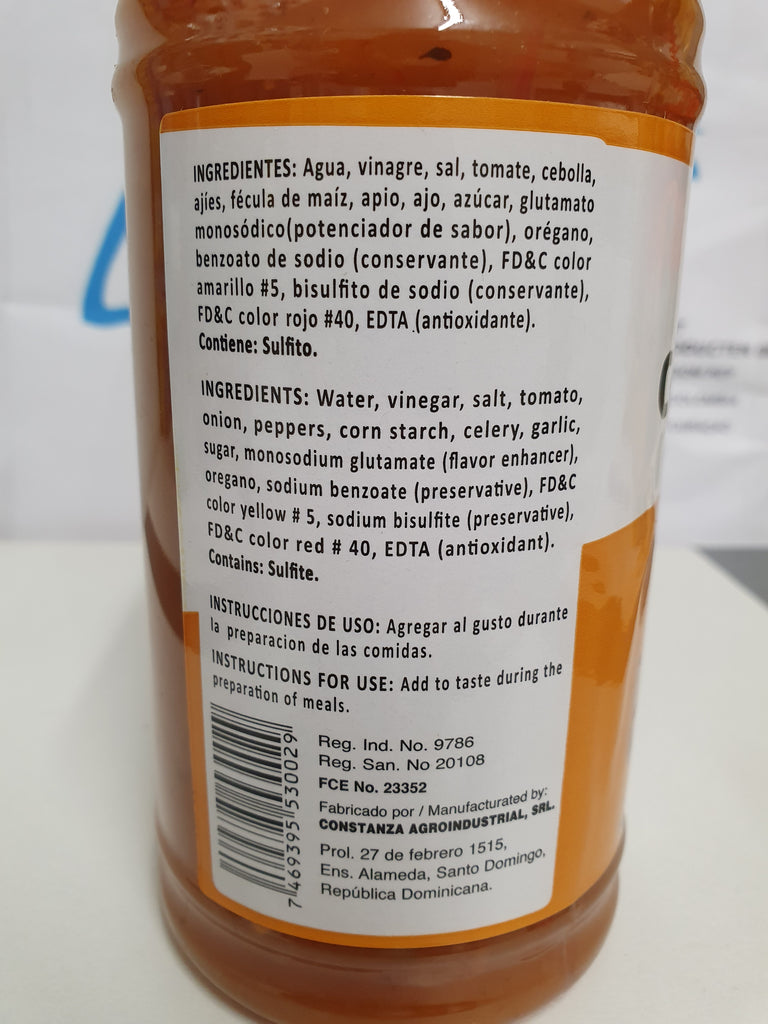 INGREDIENTES: Agua, vinagre, sal, tomate, cebolla,
ajíes, fécula de maíz, apio, ajo, azúcar, glutamato
monosódico(potenciador de sabor), orégano,
benzoato de sodio (conservante), FD&C color
amarillo #5, bisulfito de sodio (conservante),
FD&C color rojo #40, EDTA (antioxidante).
Contiene: Sulfito.
INGREDIENTS: Water, vinegar, salt, tomato,
onion, peppers, corn starch, celery, garlic,
sugar, monosodium glutamate (flavor enhancer),
oregano, sodium benzoate (preservative), FD&C
color yellow # 5, sodium bisulfite (preservative),
FD&C color red # 40, EDTA (antioxidant).
Contains: Sulfite.
INSTRUCCIONES DE USO: Agregar al gusto durante
la preparacion de las comidas.
INSTRUCTIONS FOR USE: Add to taste during the
preparation of meals.
7 469395 530029
Reg. Ind. No. 9786
Reg. San. No 20108
FCE No. 23352
Fabricado por / Manufacturated by:
CONSTANZA AGROINDUSTRIAL, SRL.
Prol. 27 de febrero 1515,
Ens. Alameda, Santo Domingo,
República Dominicana.